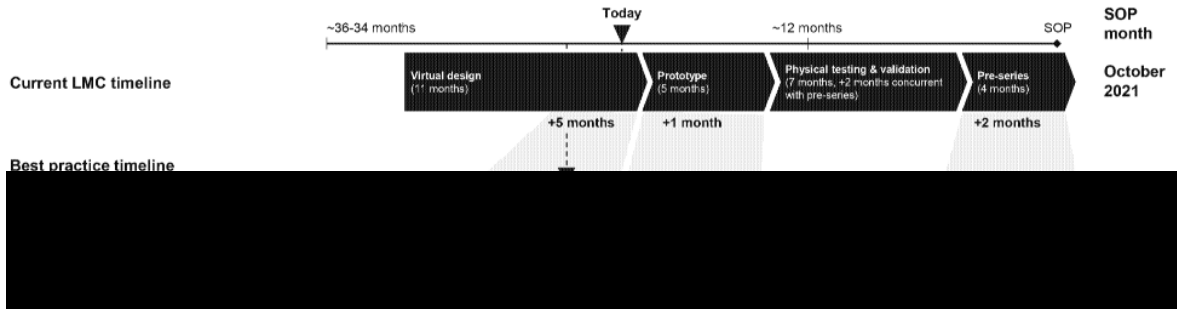 Today
SOP month
~36-34 months
~12 months
SOP
Current LMC timeline
Virtual design
(11 months)
Prototype
(5 months)
Physical testing & validation
(7 months, +2 months concurrent
with pre-series)
Pre-series
(4 months)
October
2021
+5 months
+1 month
+2 months
Best practice timeline